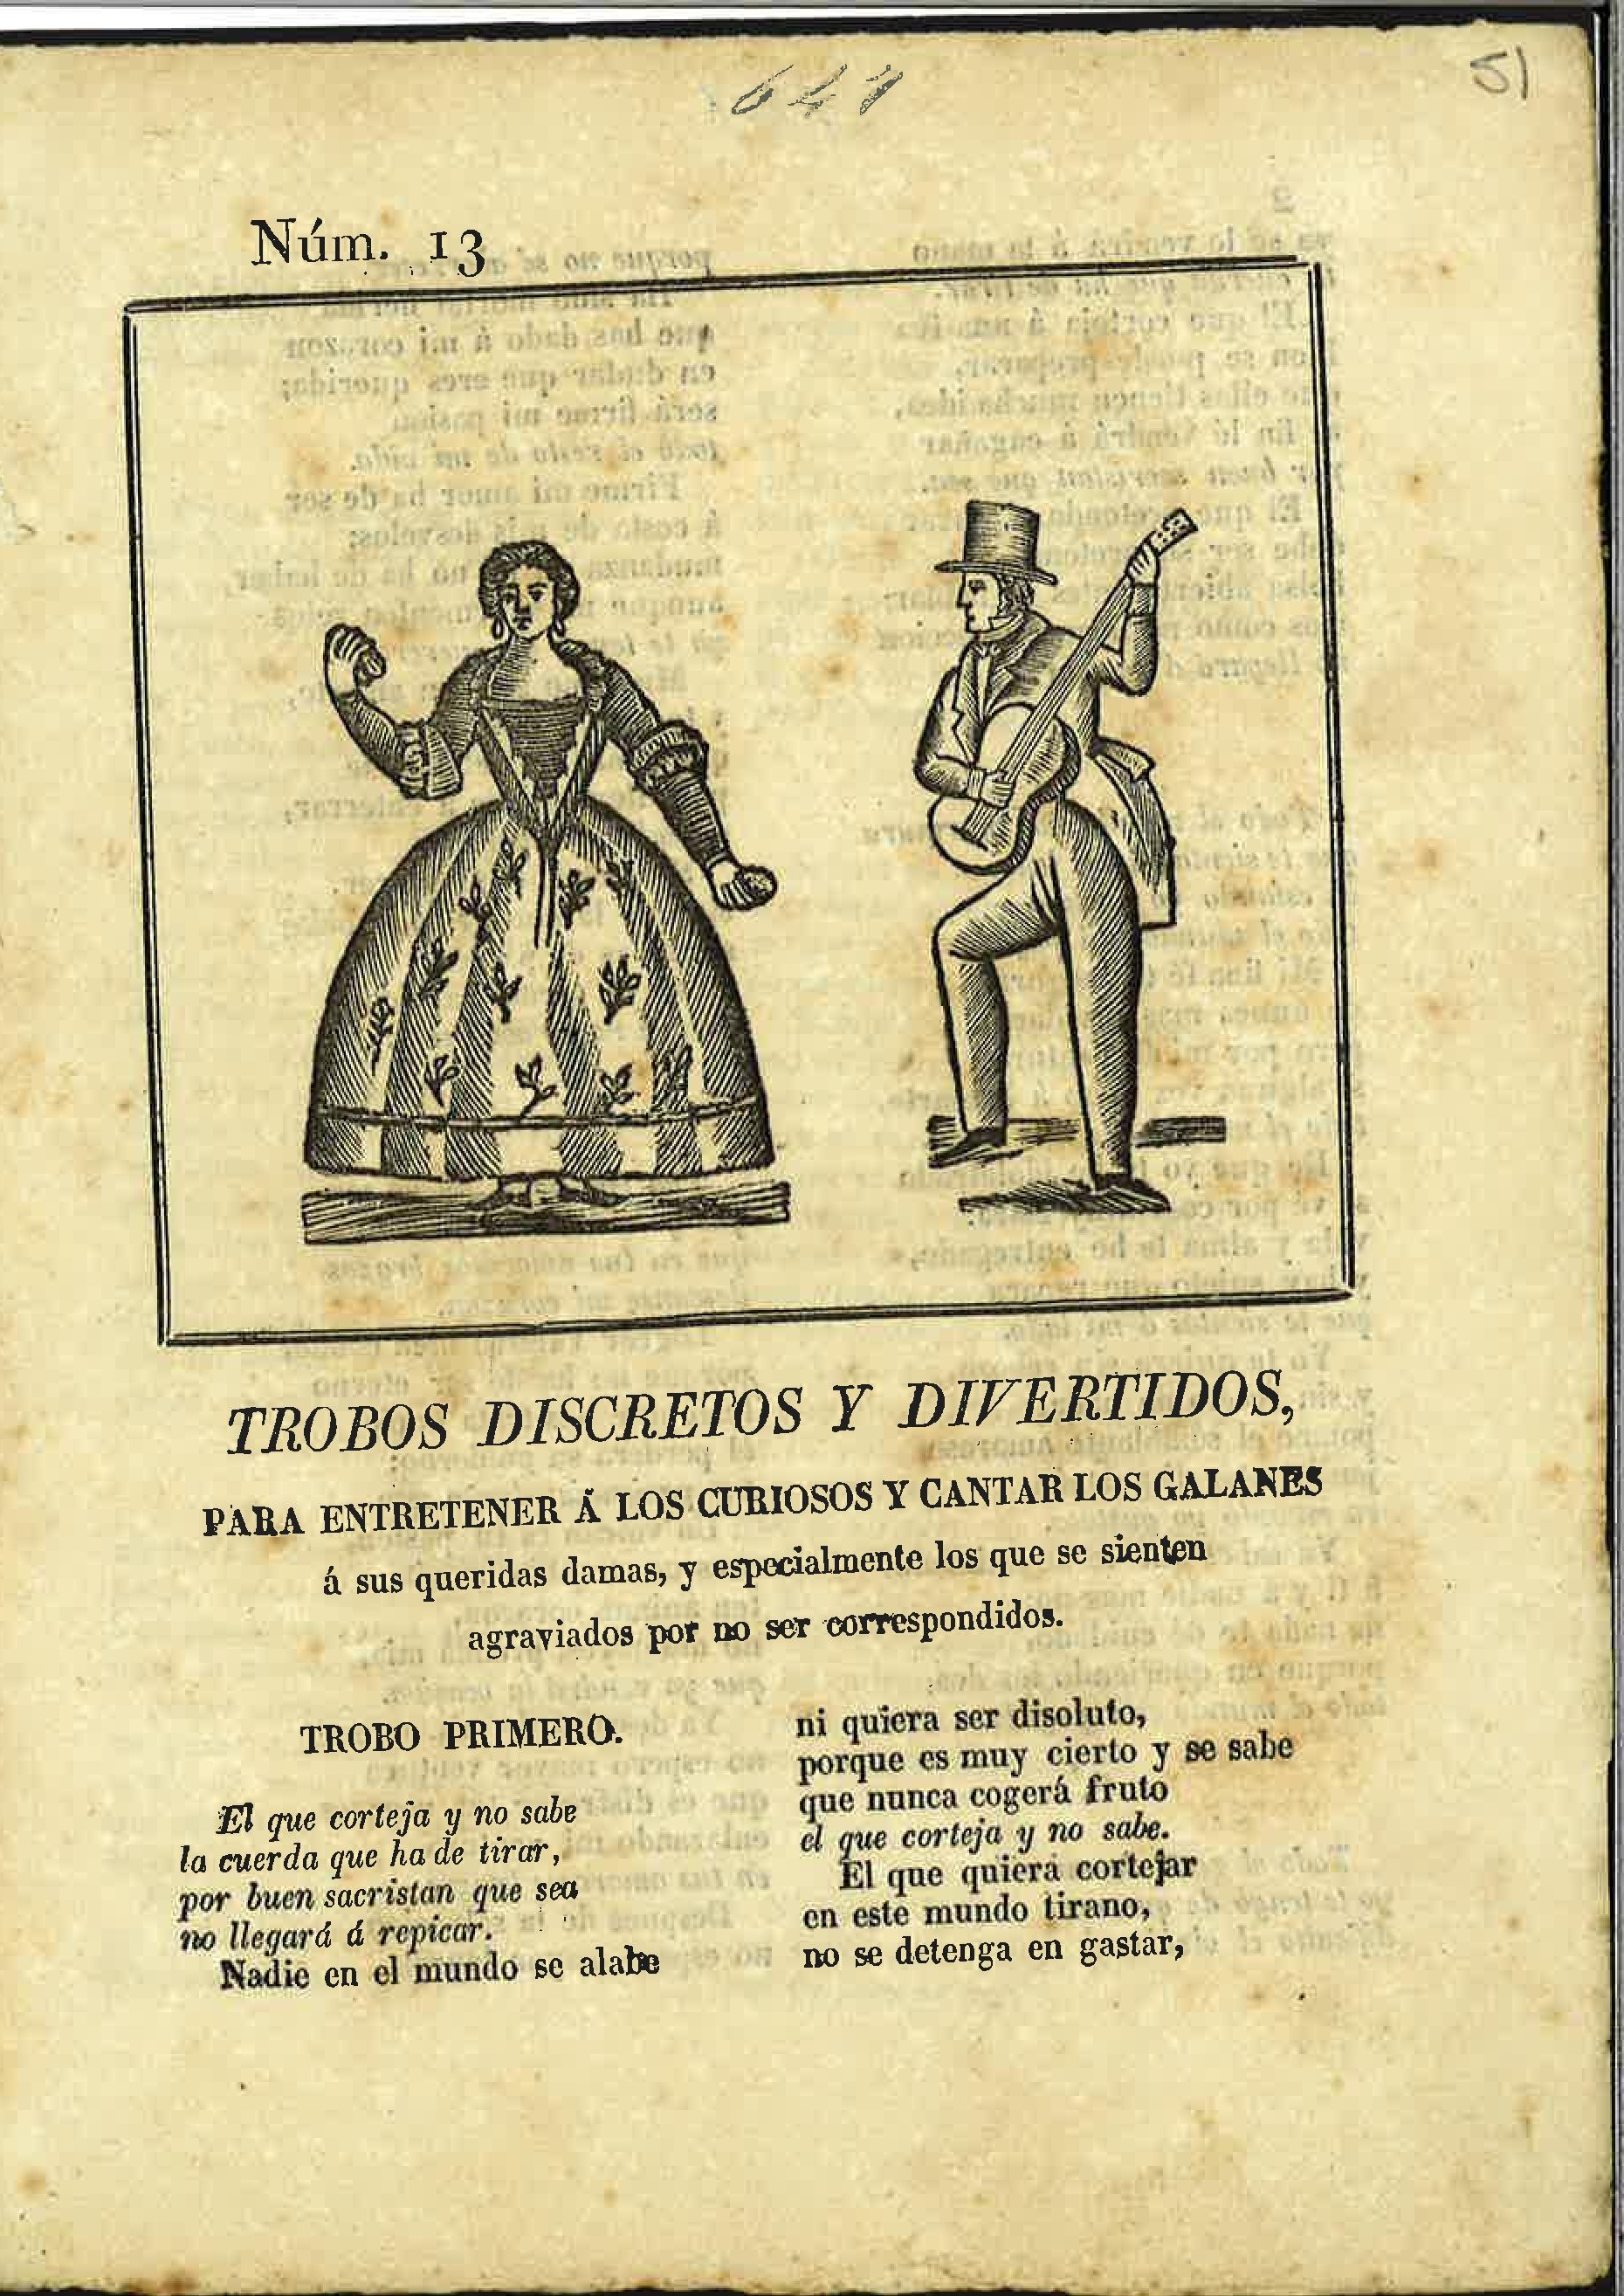 51
Núm. 13
TROBOS DISCRETOS Y DIVERTIDOS,
PARA ENTRETENER Á LOS CURIOSOS Y CANTAR LOS GALANES
á sus queridas damas, y especialmente los que se sienten
agraviados por no ser correspondidos.
TROBO PRIMERO.
El que corteja y no sabe
la cuerda que ha de tirar,
por buen sacristan que sea
no llegará á repicar.
Nadie en el mundo se alabe
ni quiera ser disoluto,
porque es muy cierto y se sabe
que nunca cogerá fruto
el que corteja y no sabe.
El que quiera cortejar
en este mundo tirano,
no se detenga en gastar,